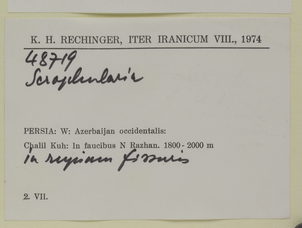 K. H. RECHINGER, ITER IRANICUM VIII., 1974
48719
Scrophularia
PERSIA: W: Azerbaijan occidentalis:
Chalil Kuh: In faucibus N Razhan. 1800-2000 m
in rupium fissuris
2. VII.